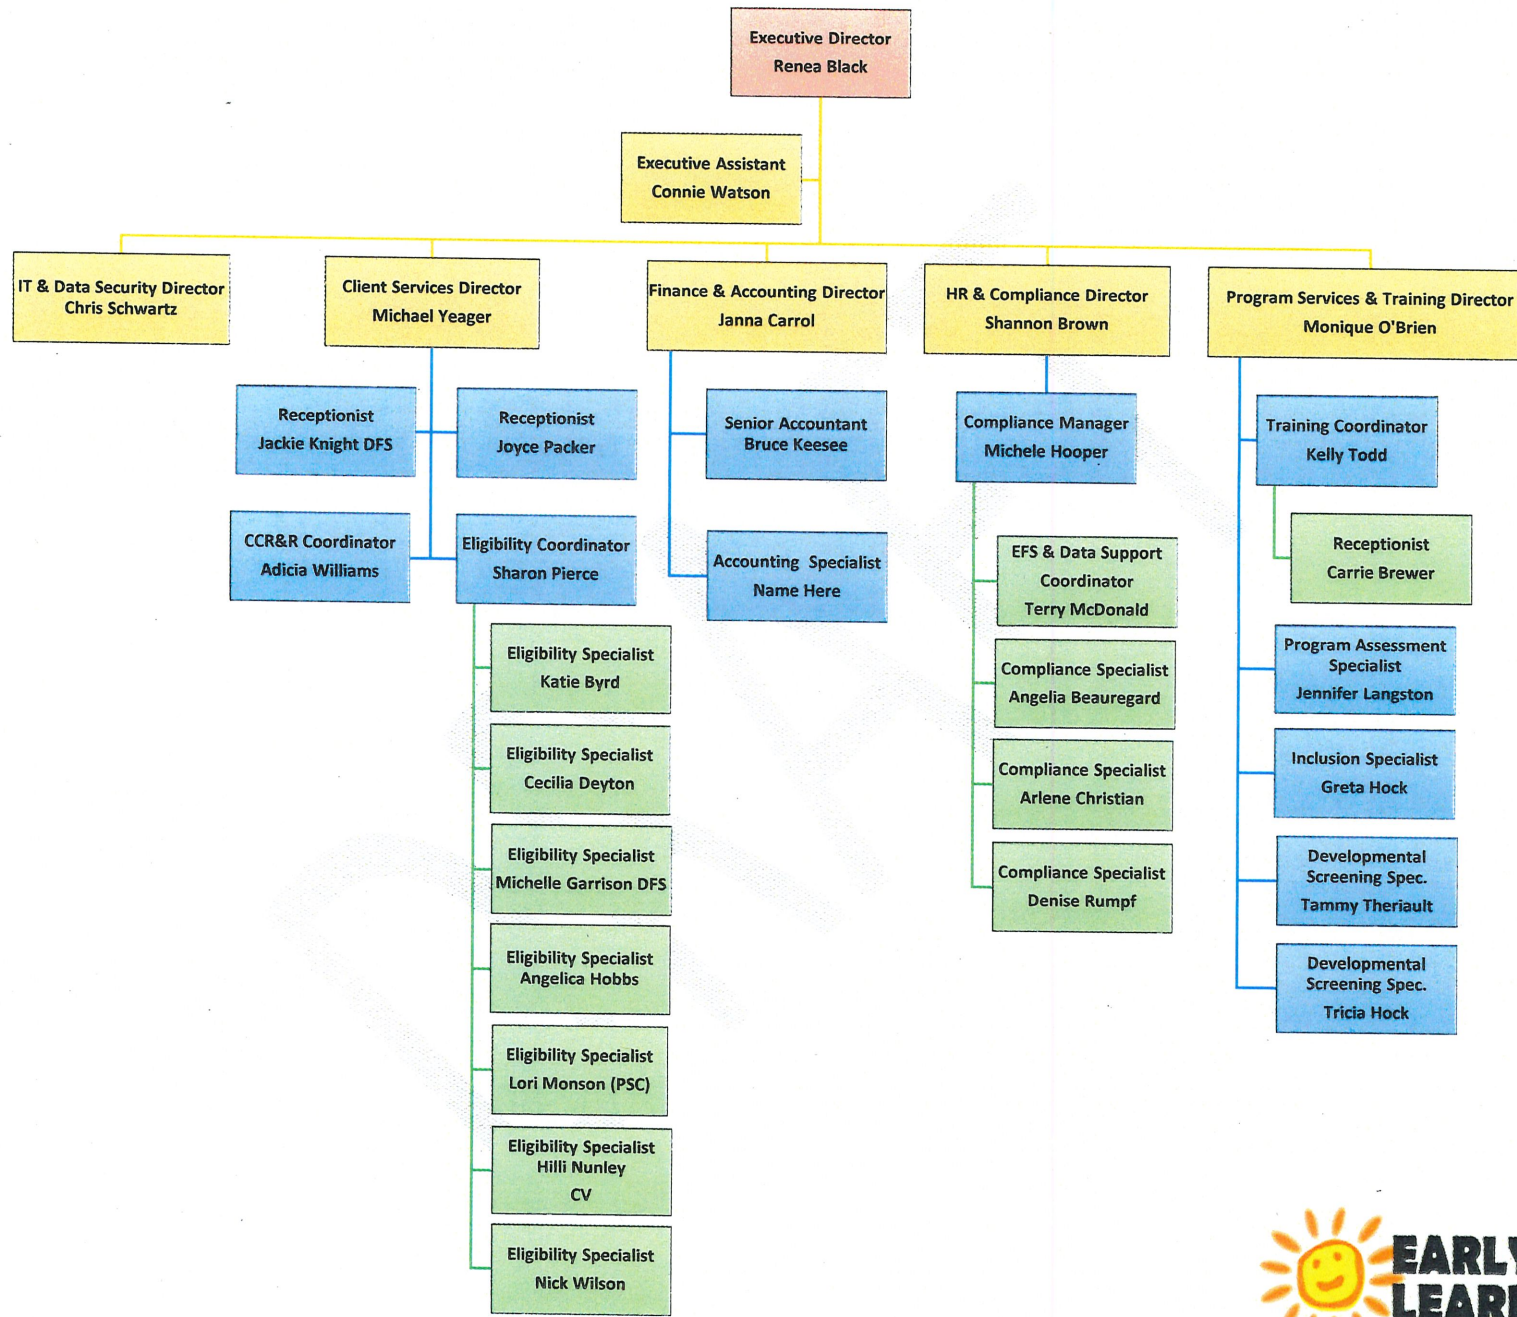 Executive Director
Renea Black
Executive Assistant
Connie Watson
IT & Data Security Director
Chris Schwartz
Client Services Director
Michael Yeager
Finance & Accounting Director
Janna Carrol
HR & Compliance Director
Shannon Brown
Program Services & Training Director
Monique O'Brien
Receptionist
Jackie Knight DFS
Receptionist
Joyce Packer
CCR&R Coordinator
Adicia Williams
Eligibility Coordinator
Sharon Pierce
Eligibility Specialist
Katie Byrd
Eligibility Specialist
Cecilia Deyton
Eligibility Specialist
Michelle Garrison DFS
Eligibility Specialist
Angelica Hobbs
Eligibility Specialist
Lori Monson (PSC)
Eligibility Specialist
Hilli Nunley
CV
Eligibility Specialist
Nick Wilson
Senior Accountant
Bruce Keesee
Accounting Specialist
Name Here
Compliance Manager
Michele Hooper
EFS & Data Support
Coordinator
Terry McDonald
Compliance Specialist
Angelia Beauregard
Compliance Specialist
Arlene Christian
Compliance Specialist
Denise Rumpf
Training Coordinator
Kelly Todd
Receptionist
Carrie Brewer
Program Assessment
Specialist
Jennifer Langston
Inclusion Specialist
Greta Hock
Developmental
Screening Spec.
Tammy Theriault
Developmental
Screening Spec.
Tricia Hock
EARLY
LEAR